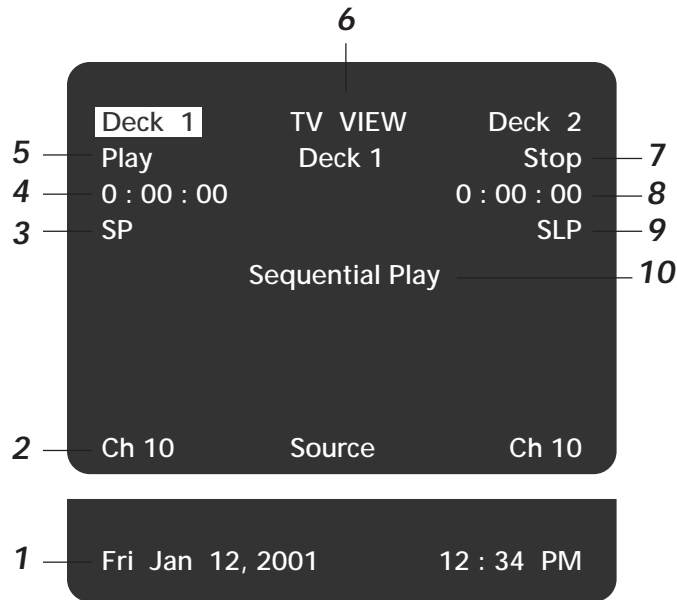 6
Deck 1 TV VIEW Deck 2
5 Play Deck 1 Stop 7
4 0 : 00 : 00 0 : 00 : 00 8
3 SP SLP 9
Sequential Play 10
2 Ch 10 Source Ch 10
1 Fri Jan 12, 2001 12 : 34 PM